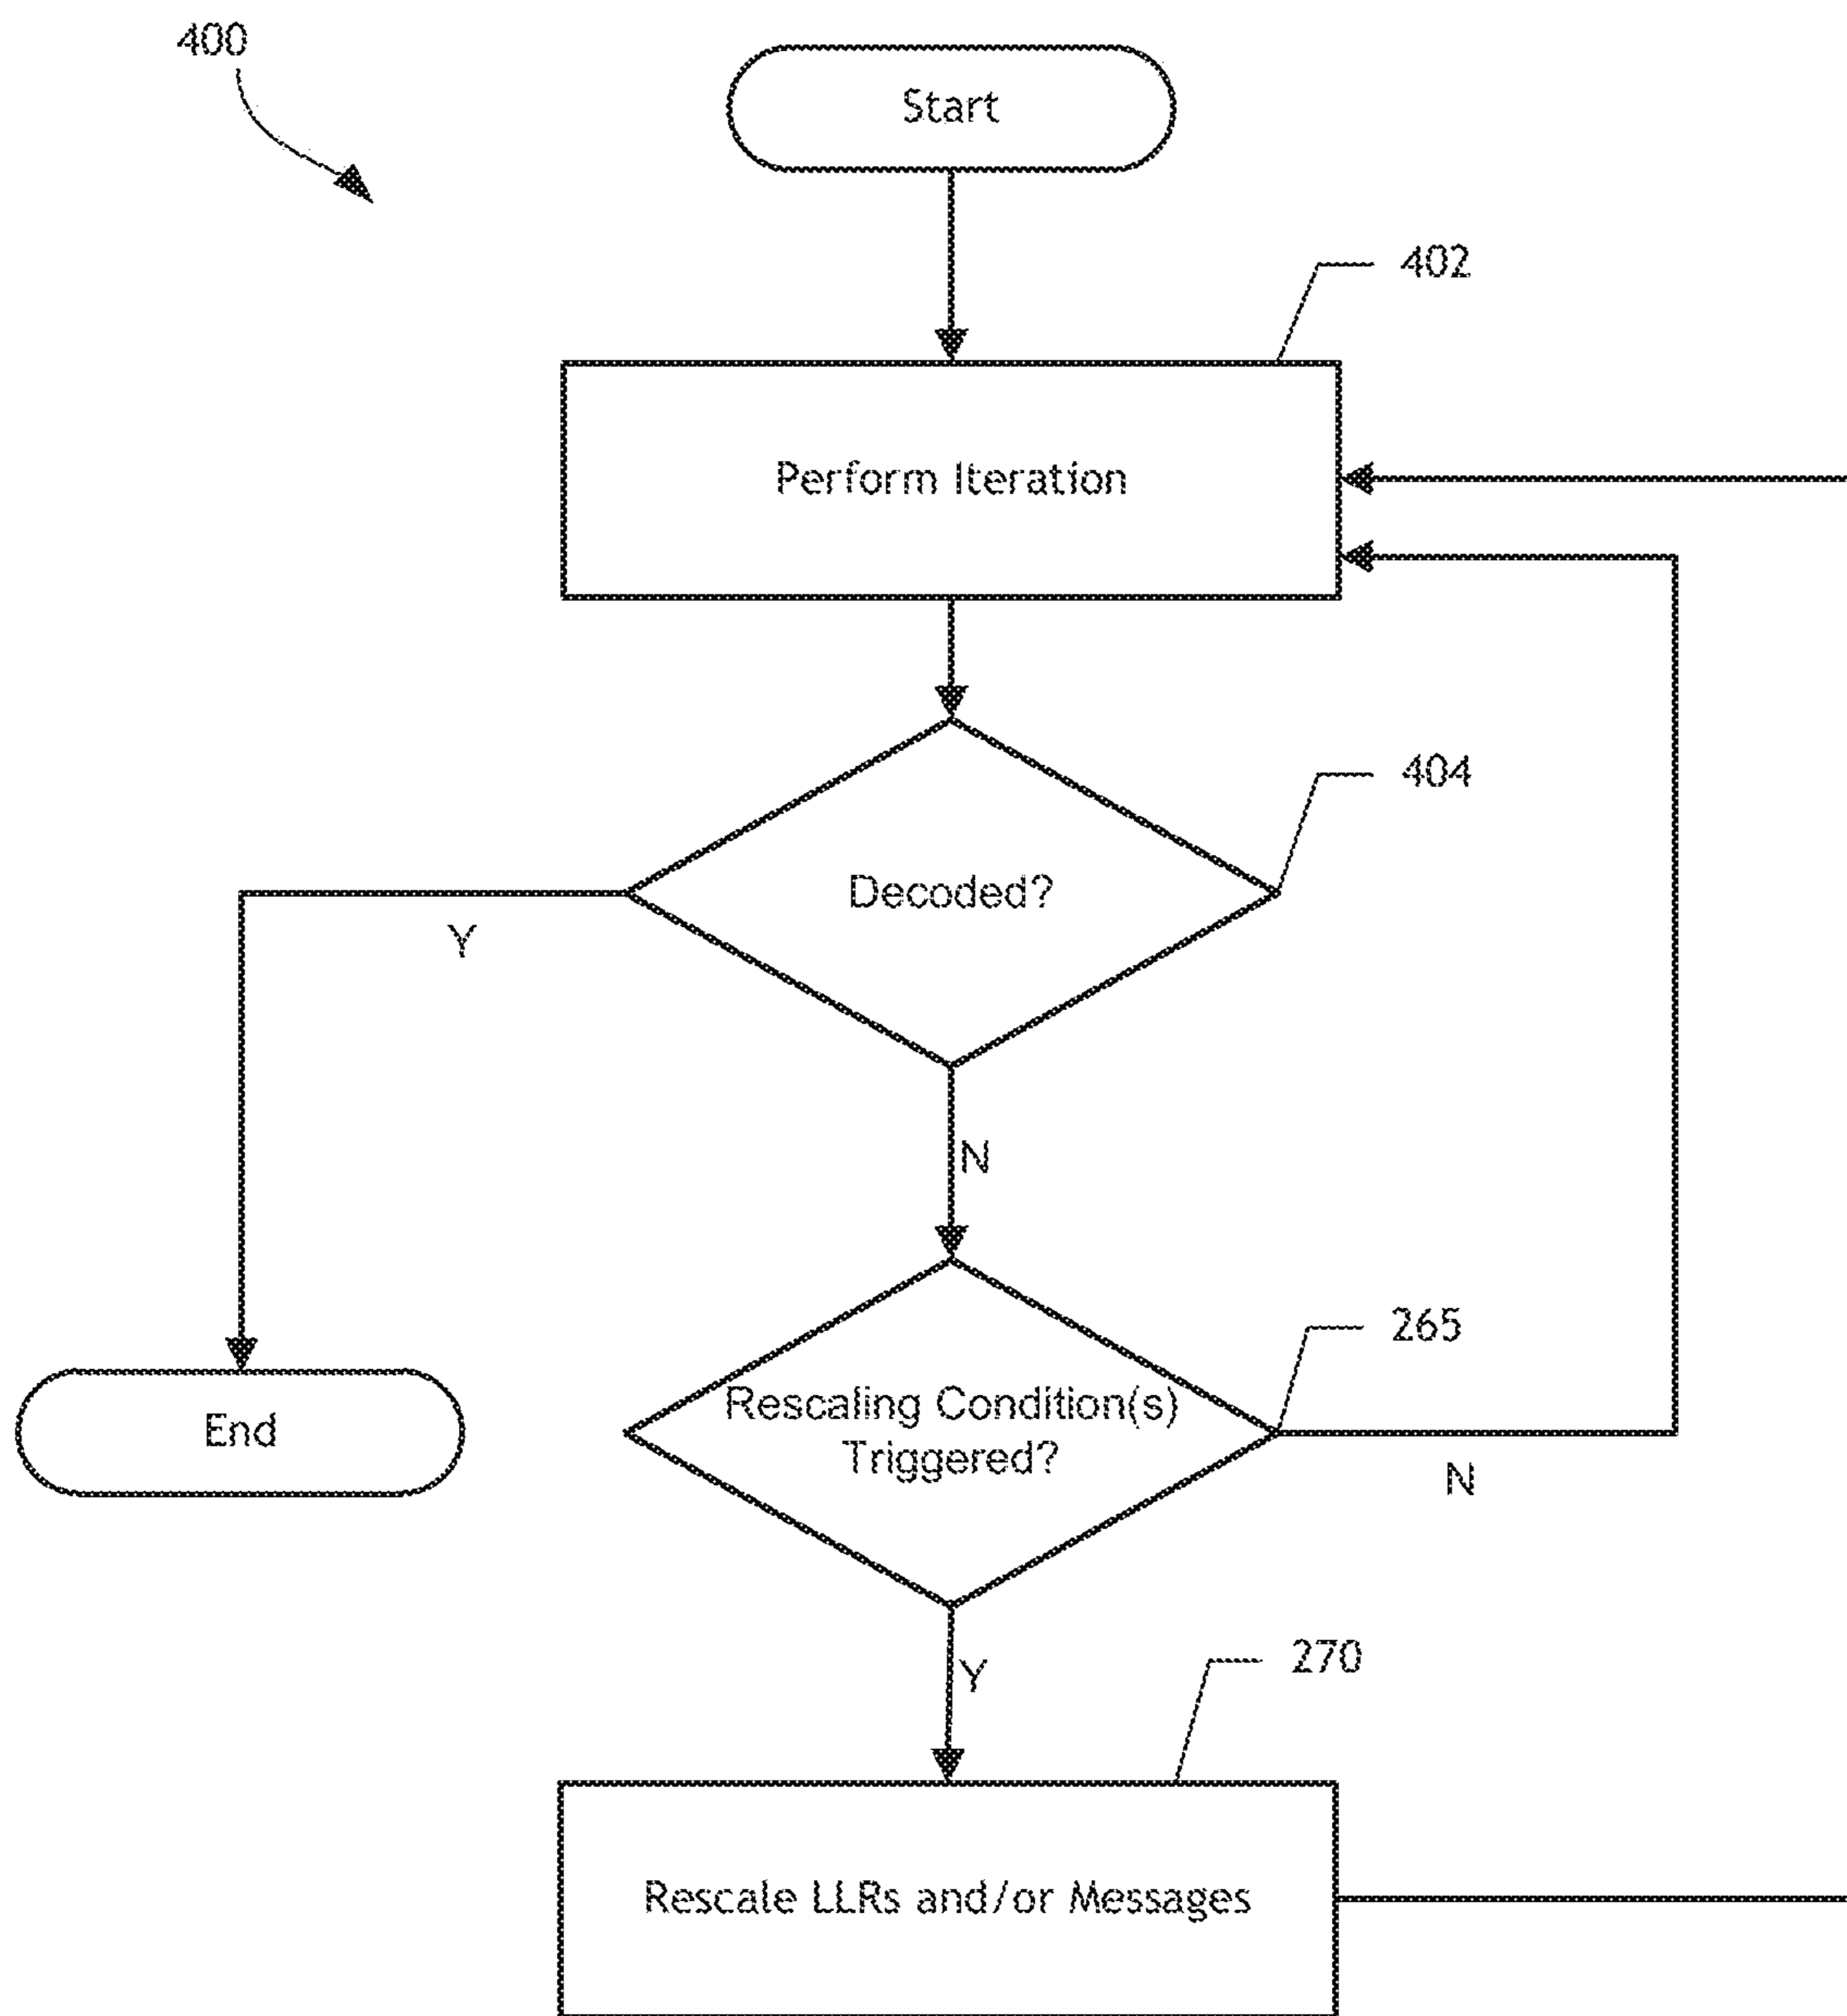 400
Start
402
Perform Iteration
404
Decoded?
Y
N
265
Rescaling Condition(s)
Triggered?
End
N
Y
270
Rescale LLRs and/or Messages